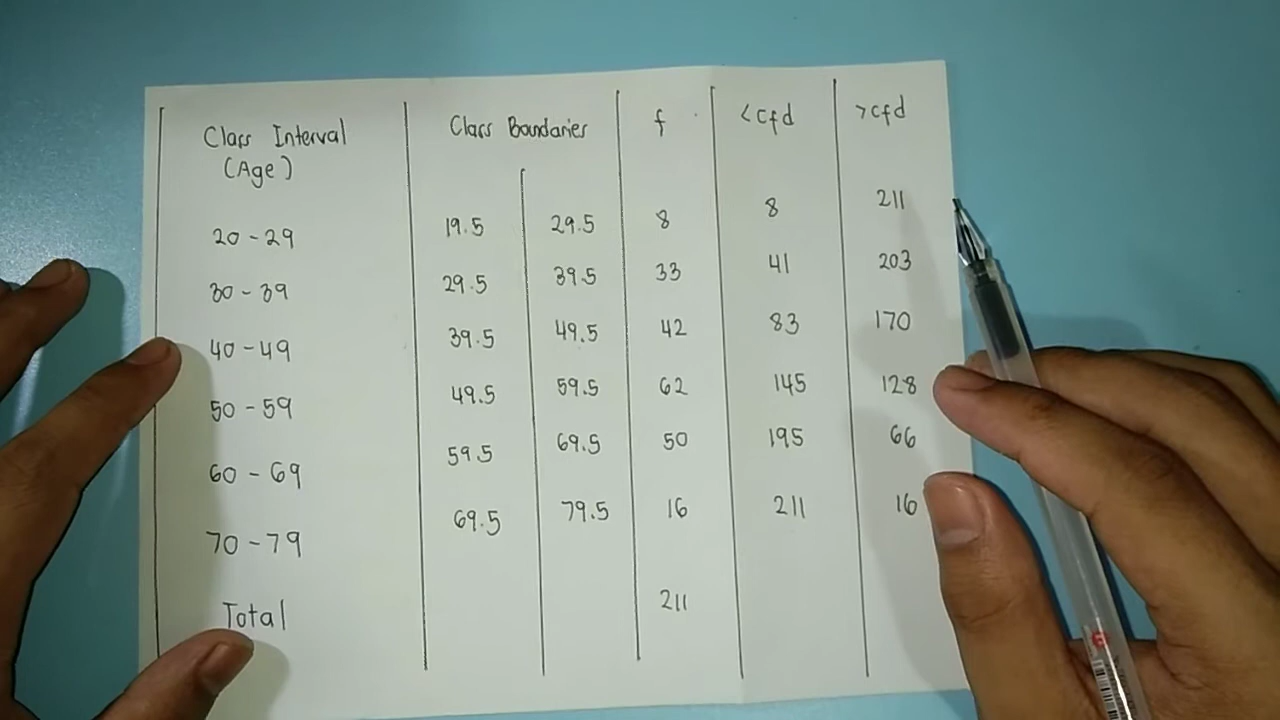 Class Interval (Age) Class Boundaries f <cfd >cfd
20 - 29 19.5 29.5 8 8 211
30 - 39 29.5 39.5 33 41 203
40 - 49 39.5 49.5 42 83 170
50 - 59 49.5 59.5 62 145 128
60 - 69 59.5 69.5 50 195 66
70 - 79 69.5 79.5 16 211 16
Total 211